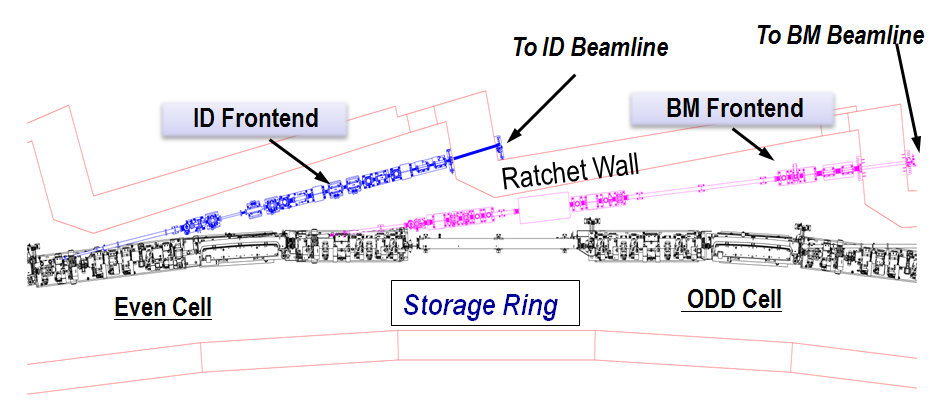 To ID Beamline
To BM Beamline
ID Frontend
BM Frontend
Ratchet Wall
Even Cell
Storage Ring
ODD Cell